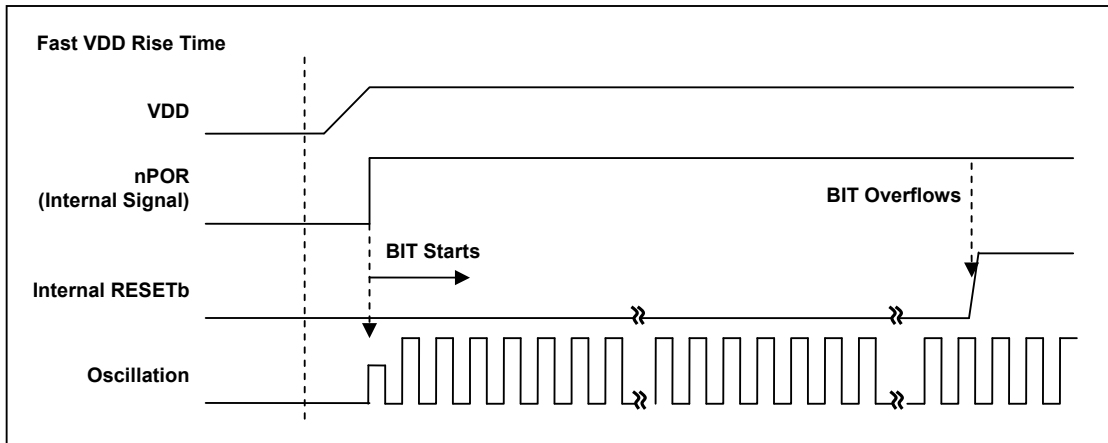 Fast VDD Rise Time
VDD
nPOR
(Internal Signal)
BIT Overflows
BIT Starts
Internal RESETb
Oscillation